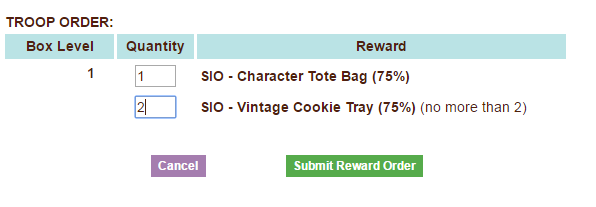 TROOP ORDER:
Box Level Quantity Reward
1 1 SIO - Character Tote Bag (75%)
2 SIO - Vintage Cookie Tray (75%) (no more than 2)
Cancel Submit Reward Order